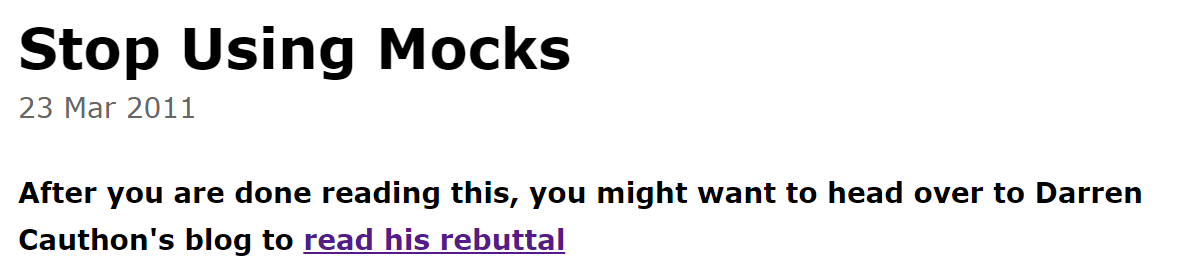 Stop Using Mocks
23 Mar 2011
After you are done reading this, you might want to head over to Darren
Cauthon's blog to read his rebuttal